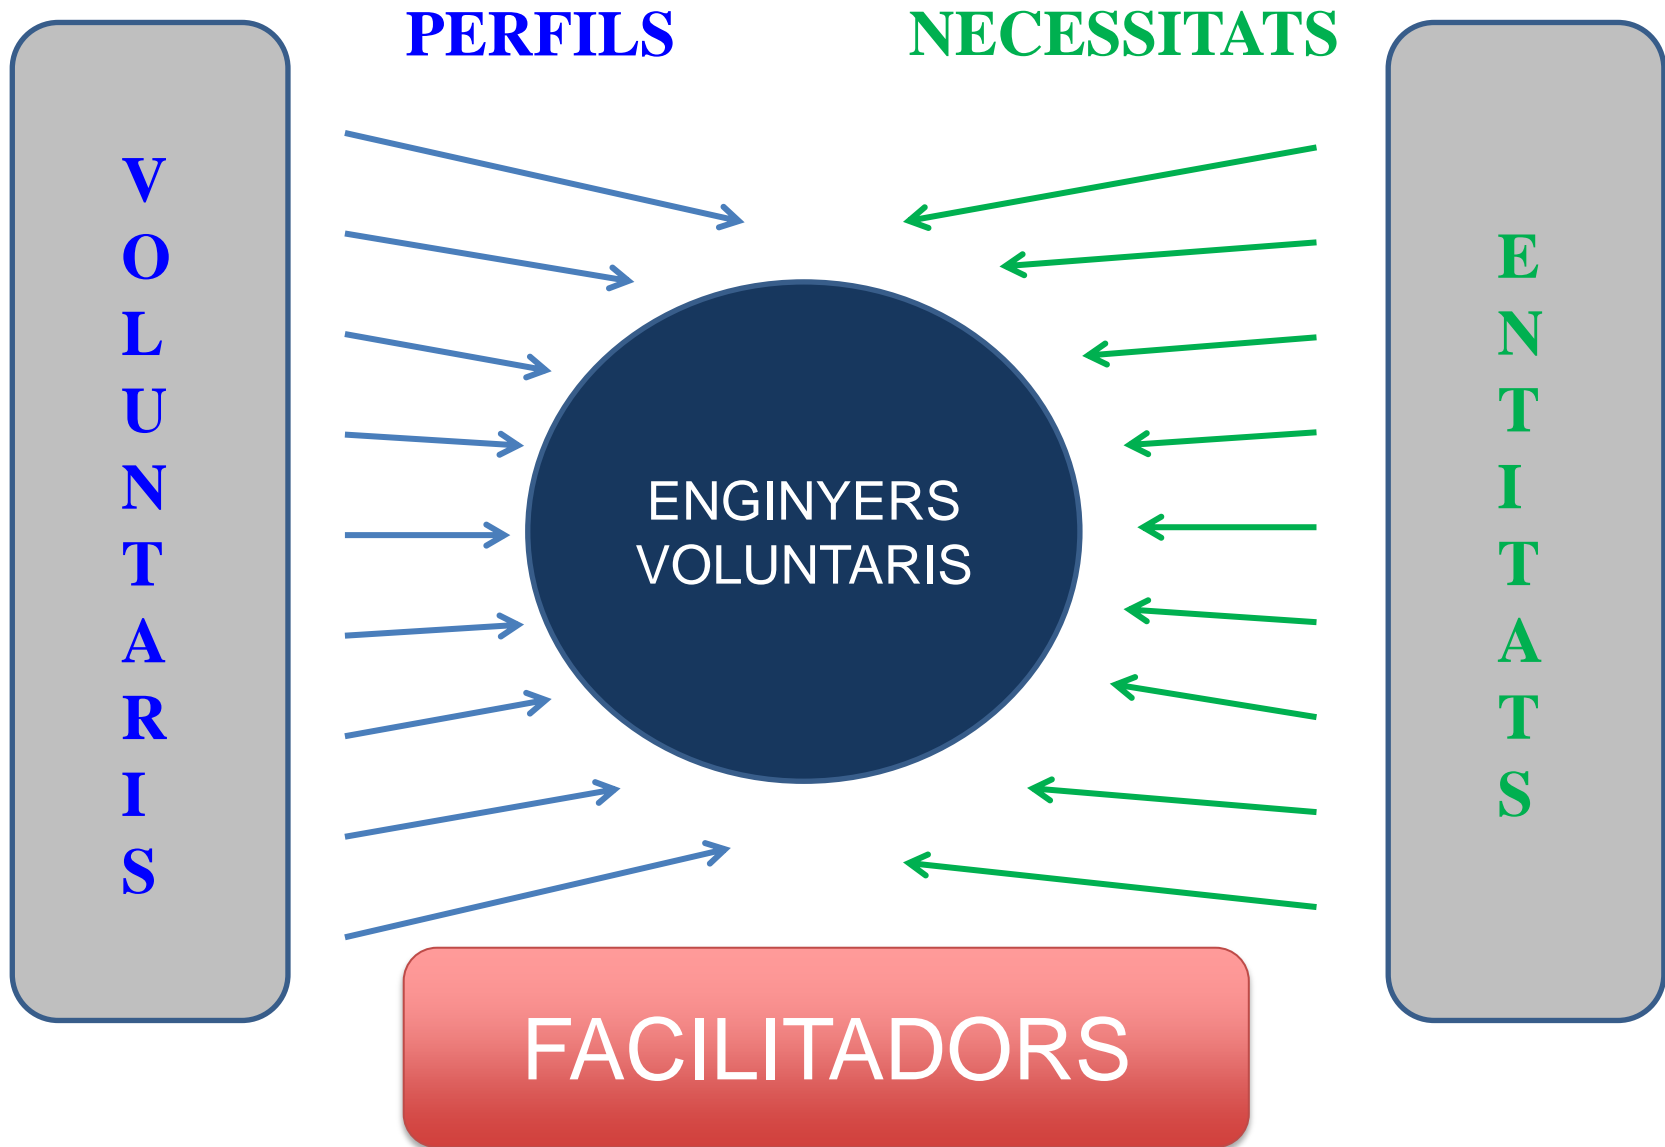 PERFILS
NECESSITATS
V
O
L
U
N
T
A
R
I
S
ENGINYERS
VOLUNTARIS
E
N
T
I
T
A
T
S
FACILITADORS